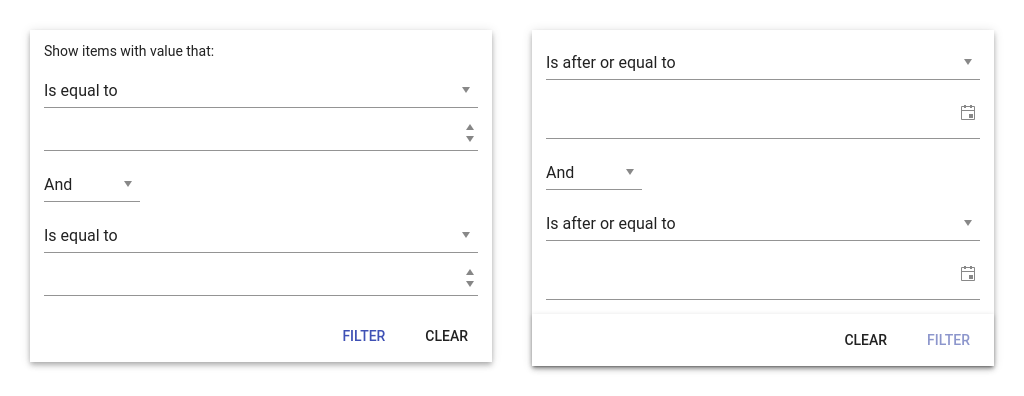 Show items with value that:
Is equal to
And
Is equal to
FILTER CLEAR
Is after or equal to
And
Is after or equal to
CLEAR FILTER